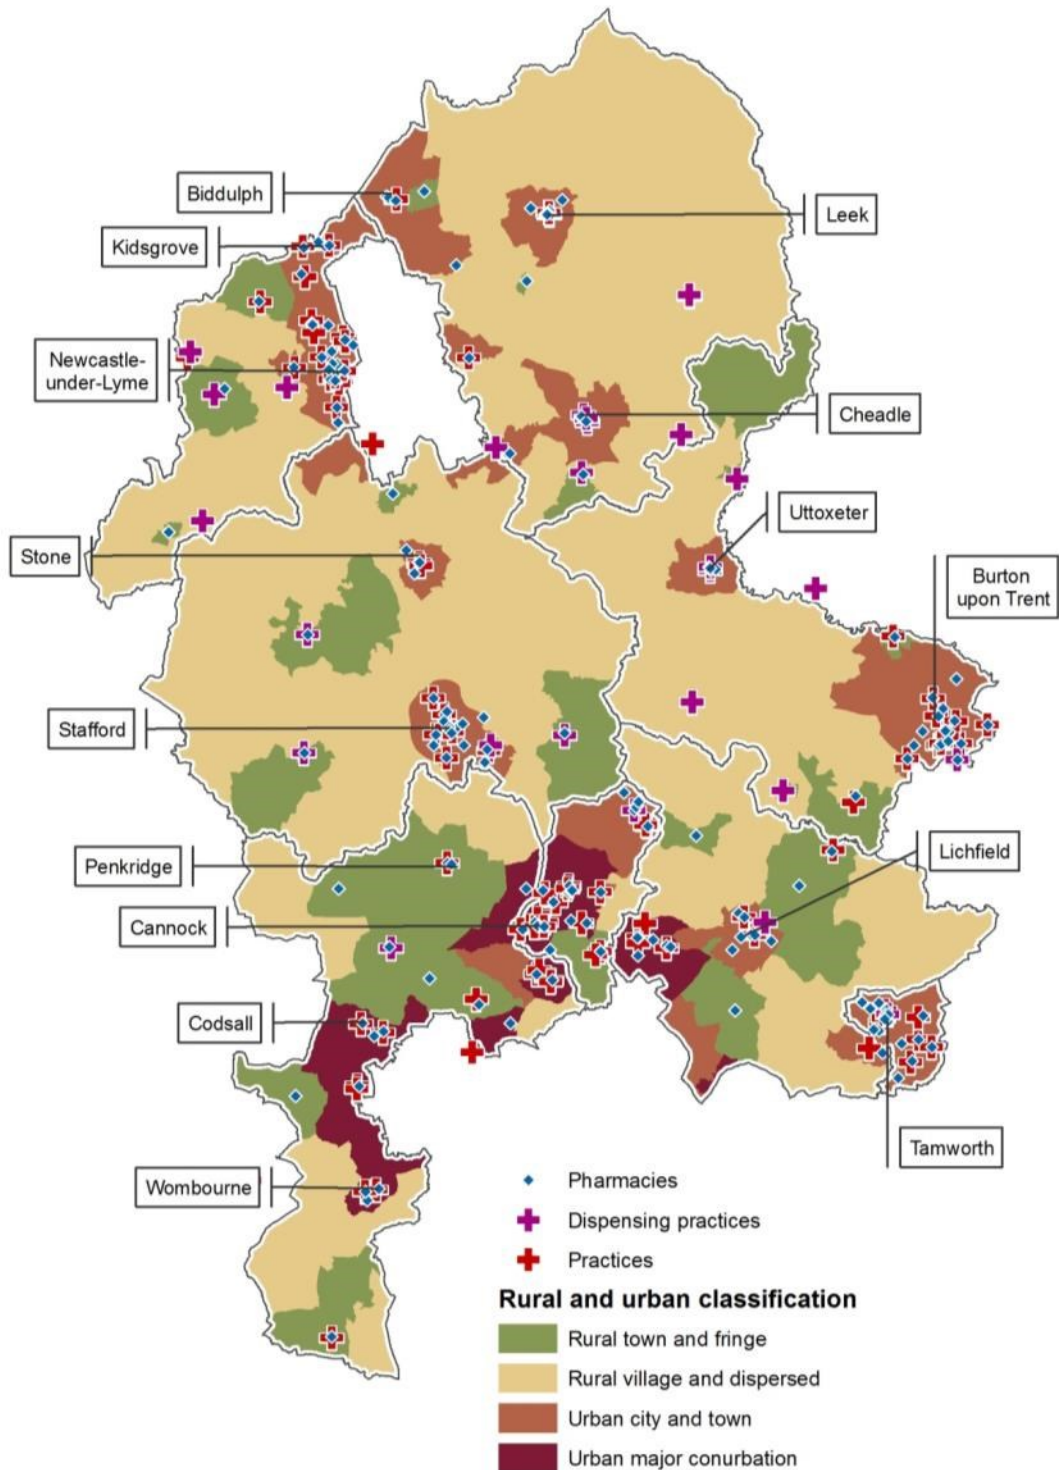 Biddulph
Leek
Kidsgrove
Newcastle-
under-Lyme
Cheadle
Uttoxeter
Stone
Burton
upon Trent
Stafford
Penkridge
Lichfield
Cannock
Codsall
Tamworth
Wombourne
Pharmacies
Dispensing practices
Practices
Rural and urban classification
Rural town and fringe
Rural village and dispersed
Urban city and town
Urban major conurbation